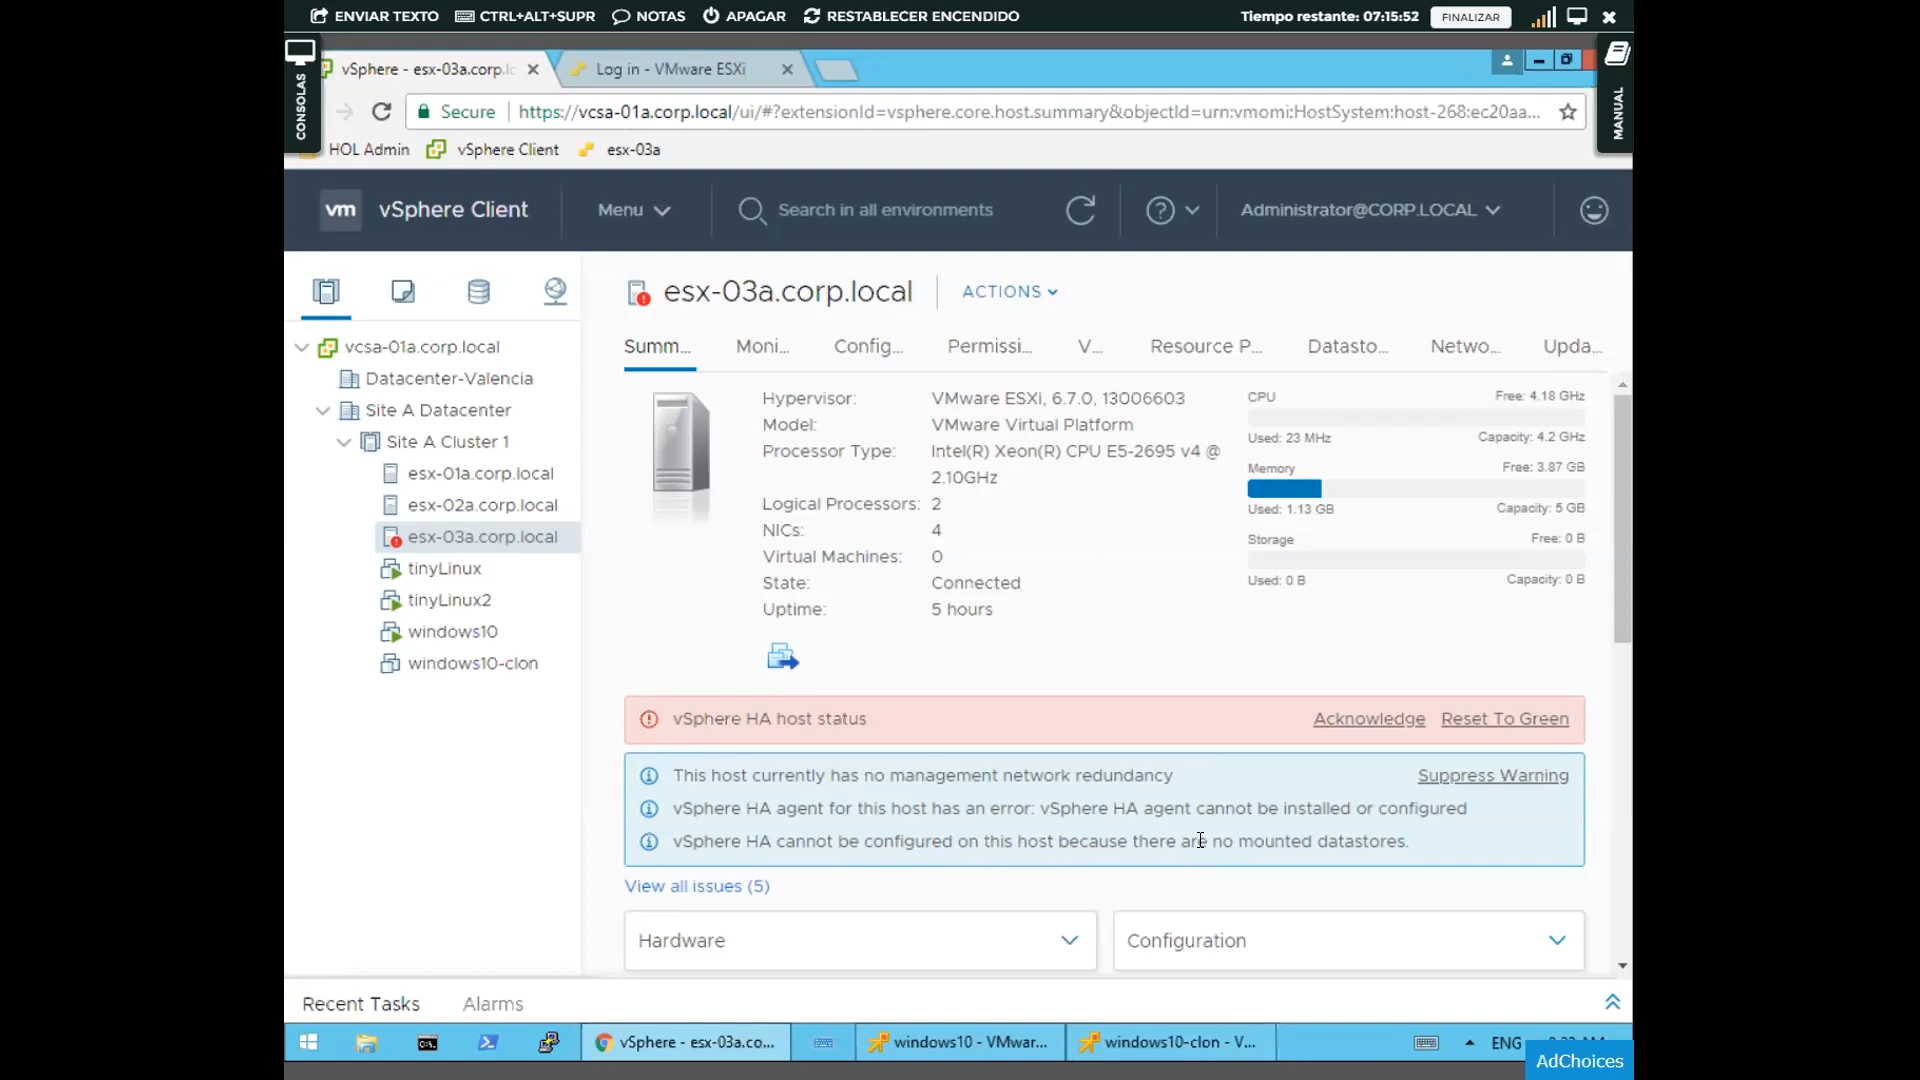 ENVIAR TEXTO CTRL+ALT+SUPR NOTAS APAGAR RESTABLECER ENCENDIDO Tiempo restante: 07:15:52 FINALIZAR
CONSOLAS
MANUAL
vSphere - esx-03a.corp.l
Log in - VMware ESXi
Secure https://vcsa-01a.corp.local/ui/#?extensionId=vsphere.core.host.summary&objectId=urn:vmomi:HostSystem:host-268:ec20aa...
HOL Admin vSphere Client esx-03a
vm vSphere Client Menu Search in all environments Administrator@CORP.LOCAL
esx-03a.corp.local ACTIONS
Summ... Moni... Config... Permissi... V... Resource P... Datasto... Netwo... Upda...
vcsa-01a.corp.local
Datacenter-Valencia
Site A Datacenter
Site A Cluster 1
esx-01a.corp.local
esx-02a.corp.local
esx-03a.corp.local
tinyLinux
tinyLinux2
windows10
windows10-clon
Hypervisor: VMware ESXi, 6.7.0, 13006603
Model: VMware Virtual Platform
Processor Type: Intel(R) Xeon(R) CPU E5-2695 v4 @
2.10GHz
Logical Processors: 2
NICs: 4
Virtual Machines: 0
State: Connected
Uptime: 5 hours
CPU Free: 4.18 GHz
Used: 23 MHz Capacity: 4.2 GHz
Memory Free: 3.87 GB
Used: 1.13 GB Capacity: 5 GB
Storage Free: 0 B
Used: 0 B Capacity: 0 B
vSphere HA host status Acknowledge Reset To Green
This host currently has no management network redundancy Suppress Warning
vSphere HA agent for this host has an error: vSphere HA agent cannot be installed or configured
vSphere HA cannot be configured on this host because there are no mounted datastores.
View all issues (5)
Hardware
Configuration
Recent Tasks Alarms
vSphere - esx-03a.co... windows10 - VMwar... windows10-clon - V... ENG
AdChoices